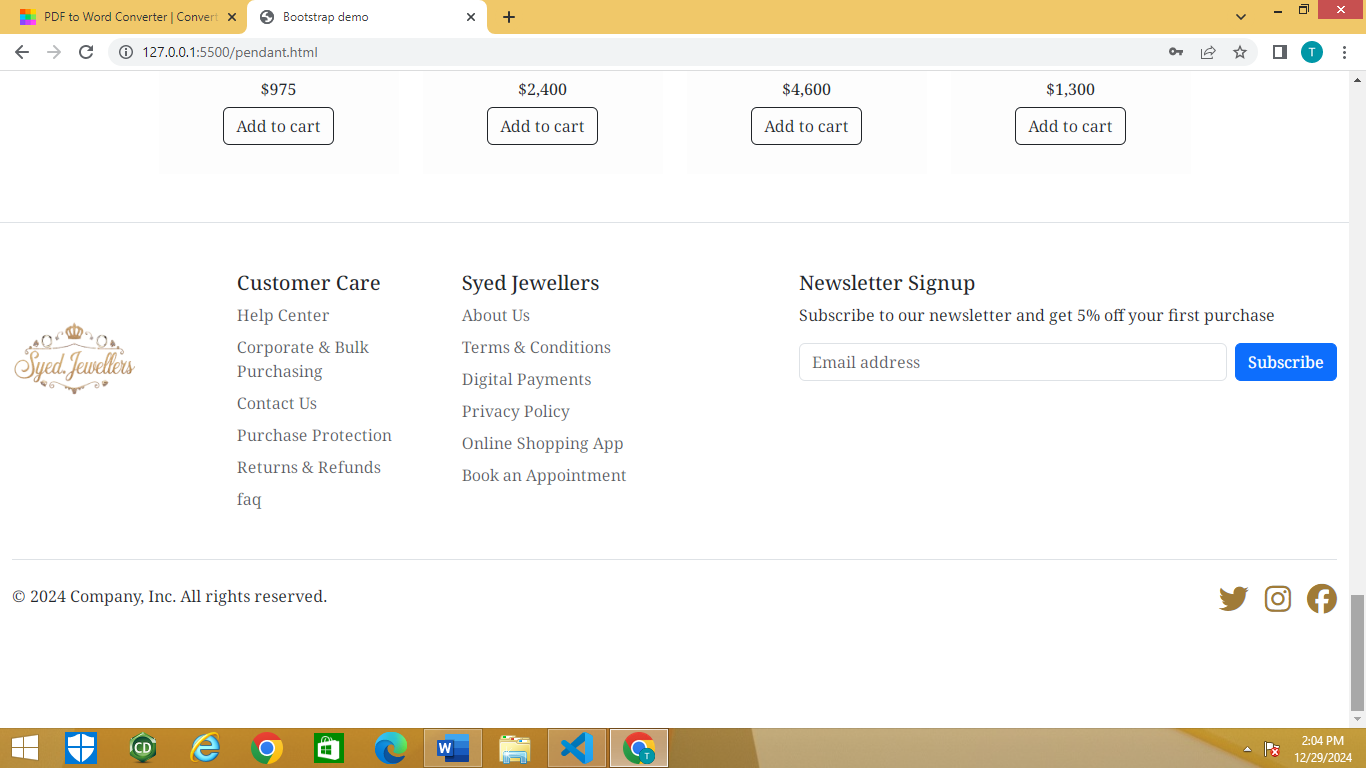 PDF to Word Converter | Convert
Bootstrap demo
127.0.0.1:5500/pendant.html
T
$975
$2,400
$4,600
$1,300
Add to cart
Add to cart
Add to cart
Add to cart
Syed.Jewellers
Customer Care
Help Center
Corporate & Bulk
Purchasing
Contact Us
Purchase Protection
Returns & Refunds
faq
Syed Jewellers
About Us
Terms & Conditions
Digital Payments
Privacy Policy
Online Shopping App
Book an Appointment
Newsletter Signup
Subscribe to our newsletter and get 5% off your first purchase
Email address
Subscribe
© 2024 Company, Inc. All rights reserved.
CD
W
T
2:04 PM
12/29/2024